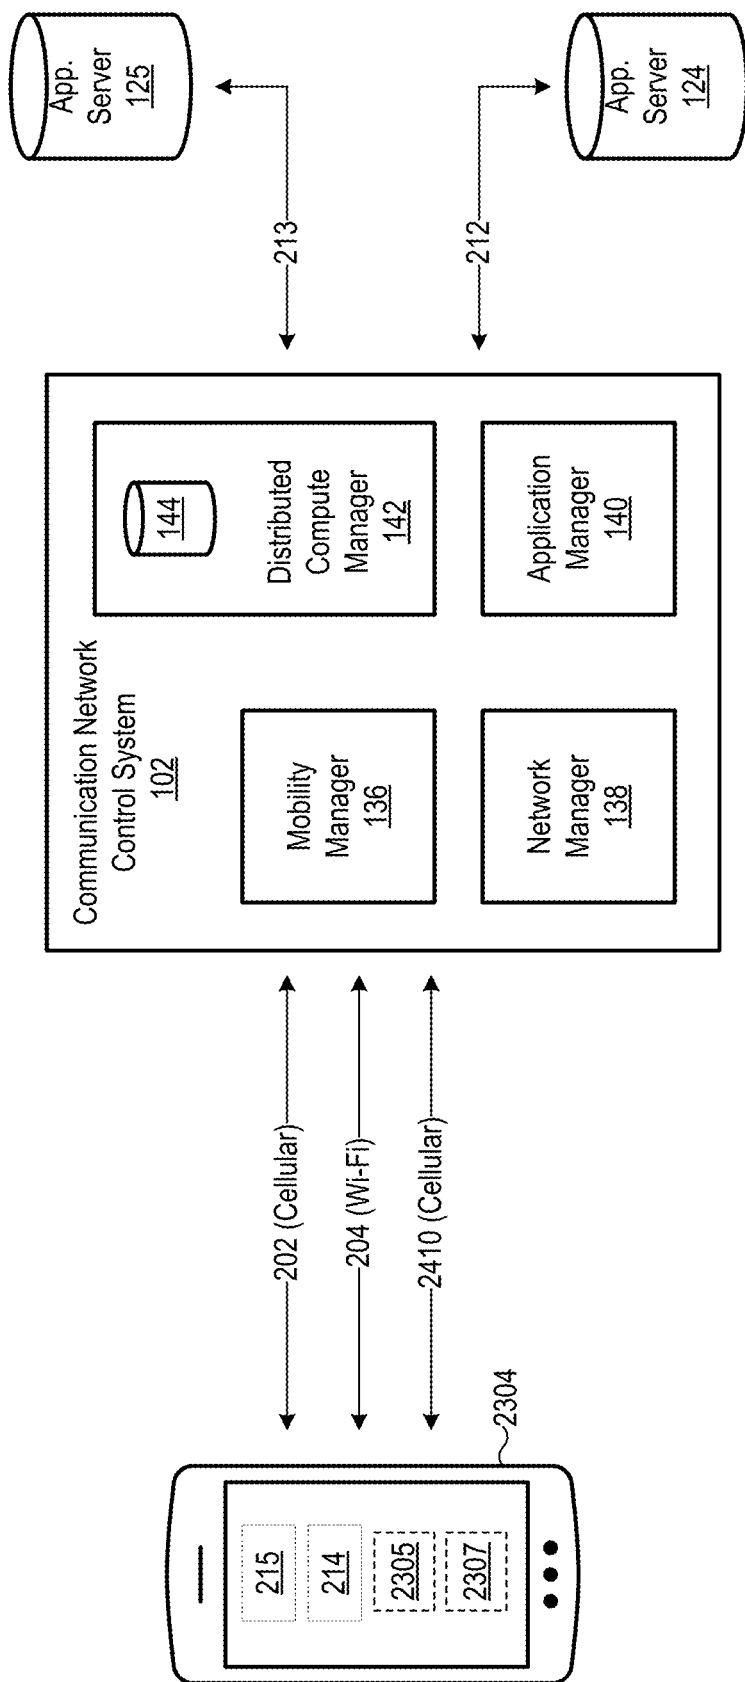 215
214
2305
2307
2304
202 (Cellular)
204 (Wi-Fi)
2410 (Cellular)
Communication Network
Control System
102
144
Distributed
Compute
Manager
142
Mobility
Manager
136
Network
Manager
138
Application
Manager
140
213
212
App.
Server
125
App.
Server
124